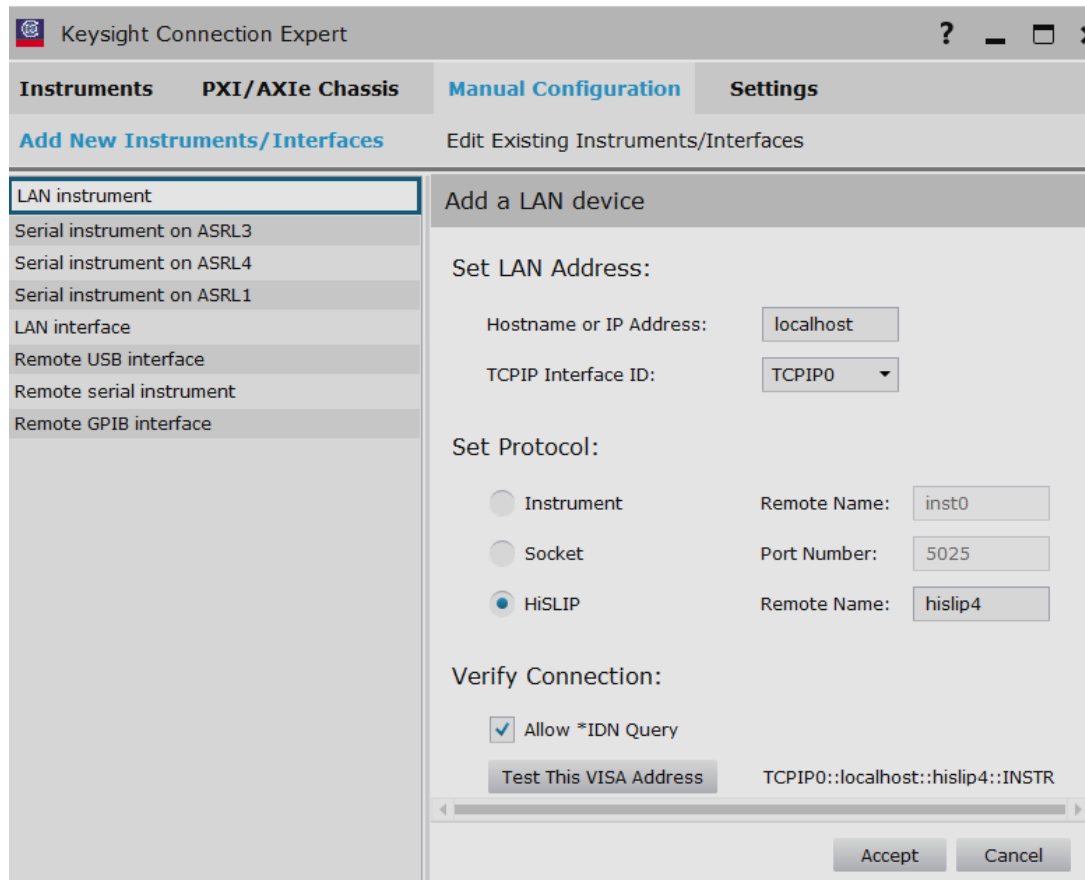 Keysight Connection Expert
Instruments PXI/AXIe Chassis Manual Configuration Settings
Add New Instruments/Interfaces Edit Existing Instruments/Interfaces
LAN instrument
Serial instrument on ASRL3
Serial instrument on ASRL4
Serial instrument on ASRL1
LAN interface
Remote USB interface
Remote serial instrument
Remote GPIB interface
Add a LAN device
Set LAN Address:
Hostname or IP Address: localhost
TCPIP Interface ID: TCPIP0
Set Protocol:
Instrument Remote Name: inst0
Socket Port Number: 5025
HiSLIP Remote Name: hislip4
Verify Connection:
Allow *IDN Query
Test This VISA Address TCPIP0::localhost::hislip4::INSTR
Accept Cancel